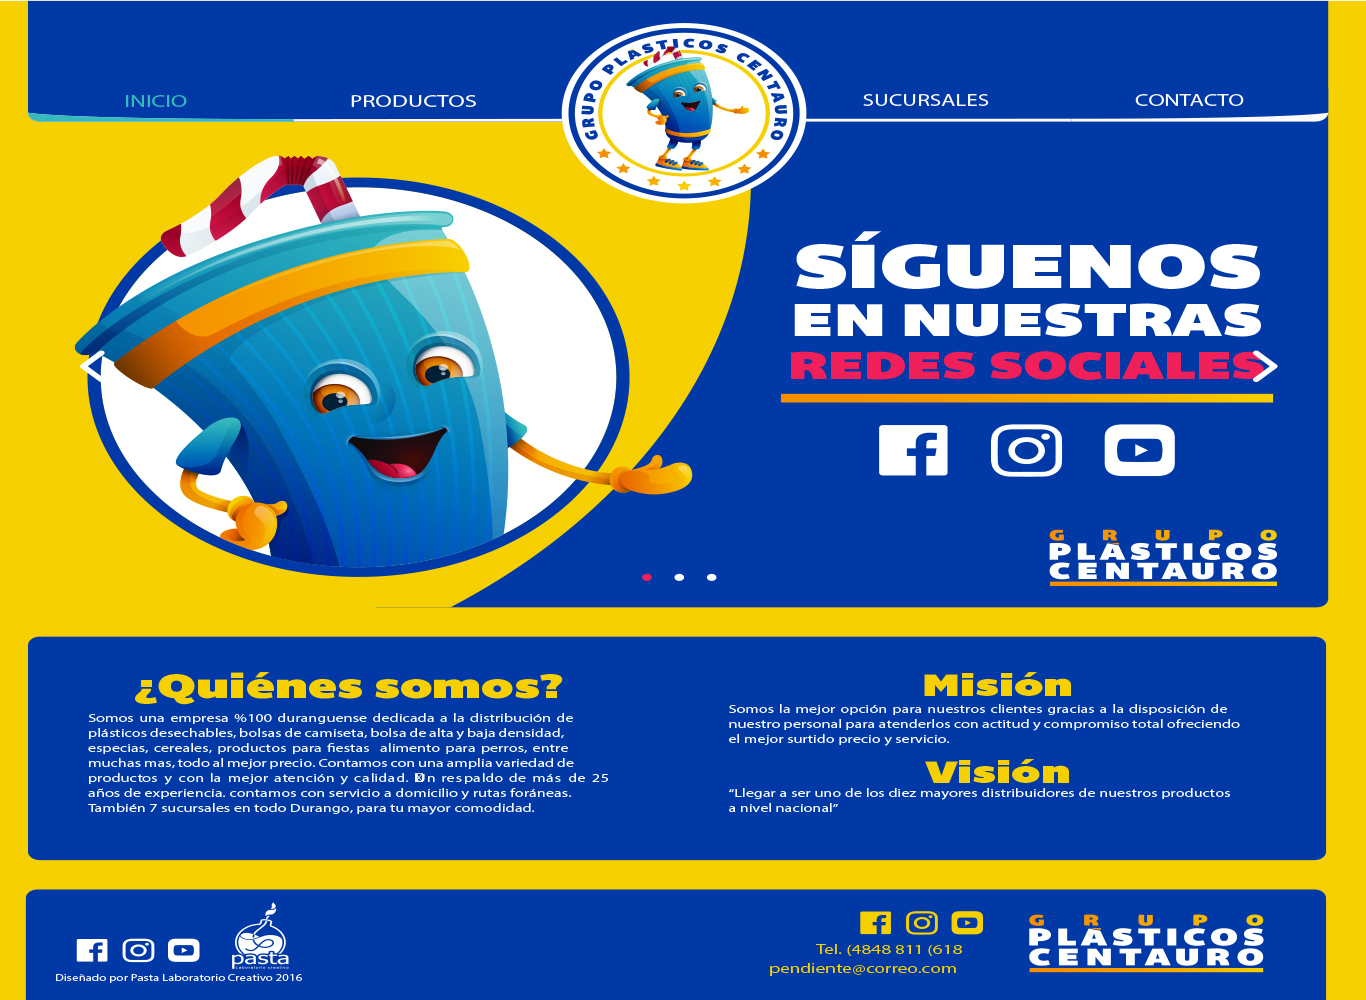 INICIO
PRODUCTOS
GRUPO PLASTICOS CENTAURO
SUCURSALES
CONTACTO
SÍGUENOS
EN NUESTRAS
REDES SOCIALES
GRUPO
PLÁSTICOS
CENTAURO
¿Quiénes somos?
Somos una empresa %100 duranguense dedicada a la distribución de
plásticos desechables, bolsas de camiseta, bolsa de alta y baja densidad,
especias, cereales, productos para fiestas alimento para perros, entre
muchas mas, todo al mejor precio. Contamos con una amplia variedad de
productos y con la mejor atención y calidad. n respaldo de más de 25
años de experiencia. contamos con servicio a domicilio y rutas foráneas.
También 7 sucursales en todo Durango, para tu mayor comodidad.
Misión
Somos la mejor opción para nuestros clientes gracias a la disposición de
nuestro personal para atenderlos con actitud y compromiso total ofreciendo
el mejor surtido precio y servicio.
Visión
“Llegar a ser uno de los diez mayores distribuidores de nuestros productos
a nivel nacional”
pasta
Laboratorio creativo
Diseñado por Pasta Laboratorio Creativo 2016
Tel. (4848 811 (618
pendiente@correo.com
GRUPO
PLÁSTICOS
CENTAURO